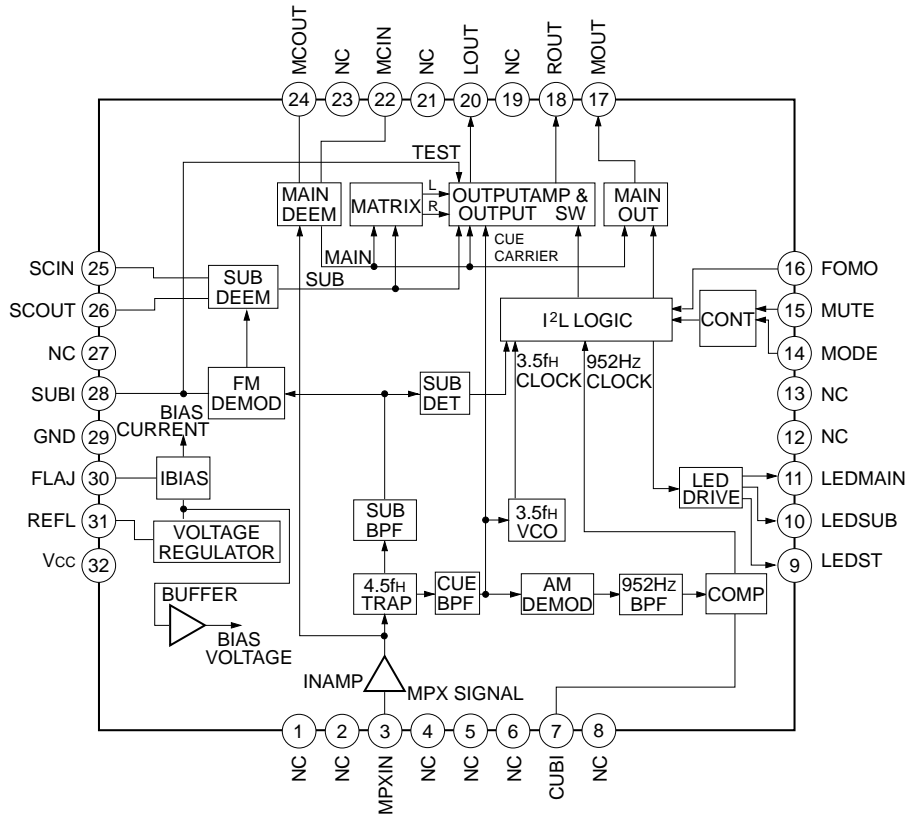 MCOUT
NC
MCIN
NC
LOUT
NC
ROUT
MOUT
24
23
22
21
20
19
18
17
TEST
MAIN
DEEM
MATRIX
L
R
OUTPUTAMP &
OUTPUT SW
MAIN
OUT
MAIN
CUE
CARRIER
SCIN
25
SUB
DEEM
SUB
16
FOMO
SCOUT
26
I²L LOGIC
CONT
15
MUTE
NC
27
14
MODE
3.5fH
CLOCK
952HZ
CLOCK
SUBI
28
FM
DEMOD
SUB
DET
13
NC
BIAS
CURRENT
GND
29
12
NC
FLAJ
30
IBIAS
LED
DRIVE
11
LEDMAIN
REFL
31
VOLTAGE
REGULATOR
SUB
BPF
3.5fH
VCO
10
LEDSUB
VCC
32
9
LEDST
BUFFER
4.5fH
TRAP
CUE
BPF
AM
DEMOD
952HZ
BPF
COMP
BIAS
VOLTAGE
INAMP
MPX SIGNAL
1
2
3
4
5
6
7
8
NC
NC
MPXIN
NC
NC
NC
CUBI
NC